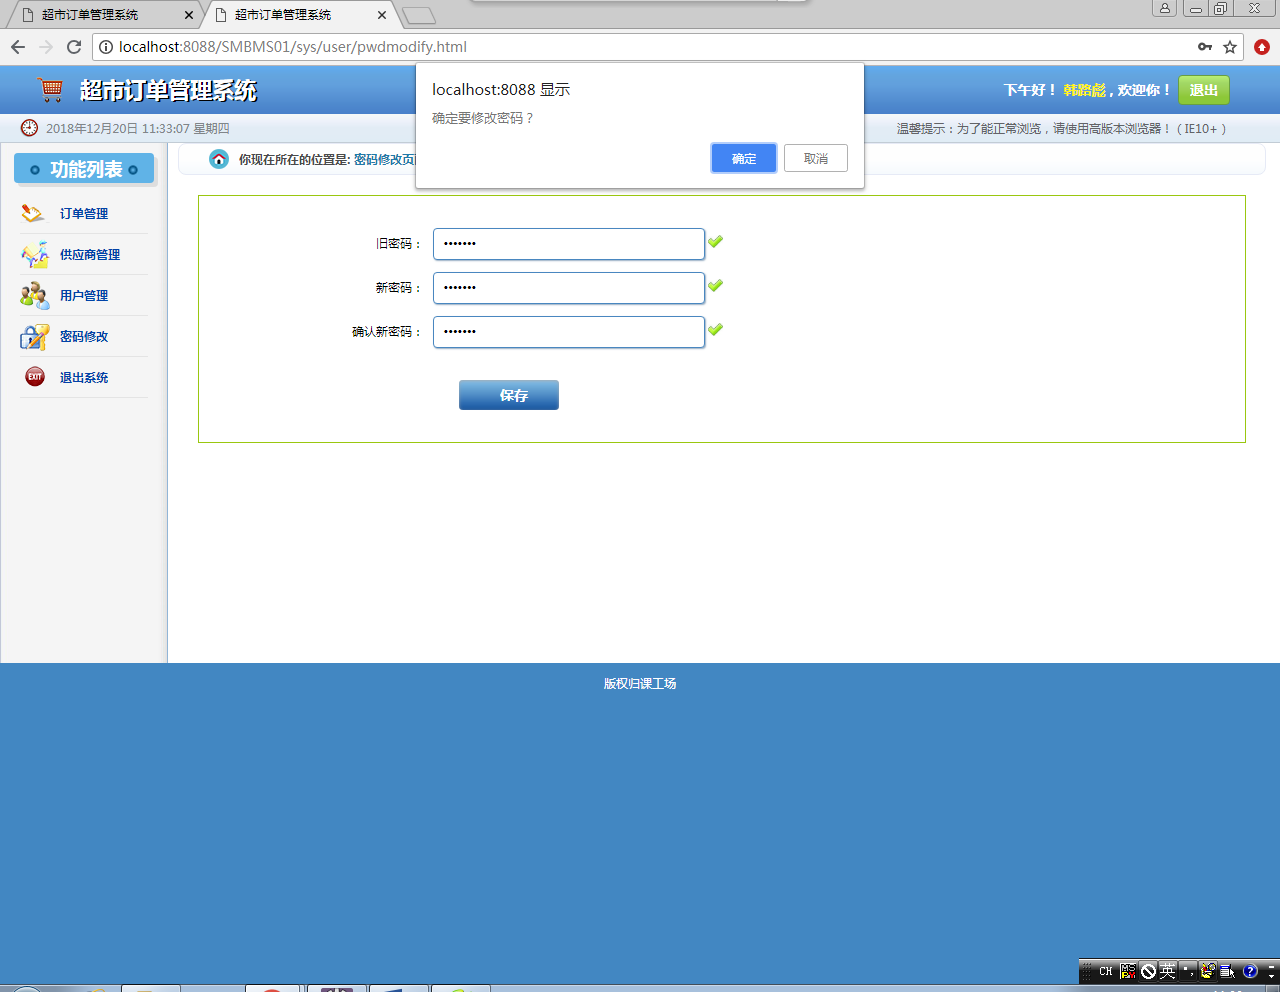 超市订单管理系统
超市订单管理系统
localhost:8088/SMBMS01/sys/user/pwdmodify.html
超市订单管理系统
下午好！ 韩路彪 , 欢迎你！
退出
localhost:8088 显示
确定要修改密码？
确定
取消
2018年12月20日 11:33:07 星期四
温馨提示：为了能正常浏览，请使用高版本浏览器！（IE10+）
功能列表
你现在所在的位置是: 密码修改页
订单管理
供应商管理
用户管理
密码修改
EXIT
退出系统
旧密码：
•••••••
新密码：
•••••••
确认新密码：
•••••••
保存
版权归课工场
CH
英